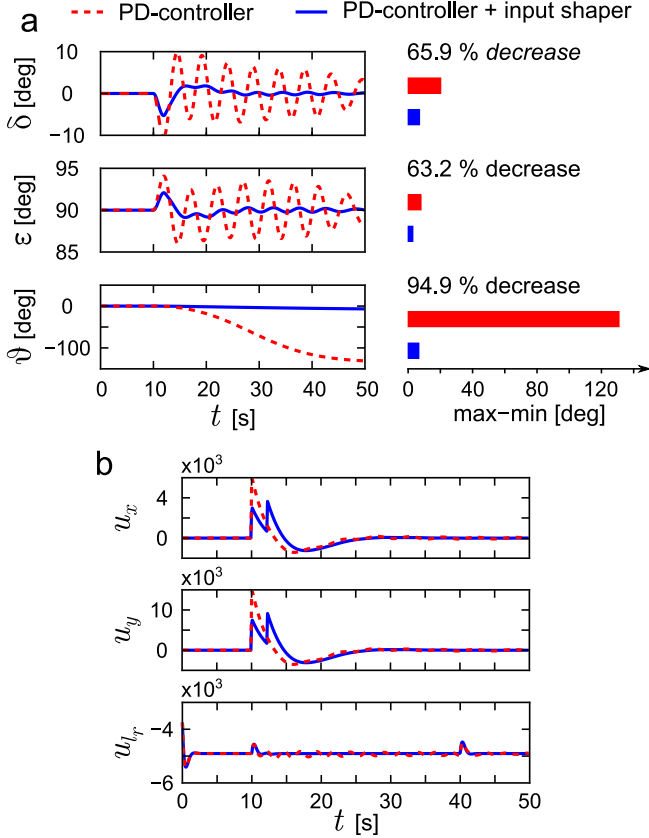 a
PD-controller
PD-controller + input shaper
10
0
-10
δ [deg]
65.9 % decrease
95
90
85
ε [deg]
63.2 % decrease
0
-100
ϑ [deg]
0 10 20 30 40 50
t [s]
94.9 % decrease
0 40 80 120
max-min [deg]
b
x10³
4
0
u_x
x10³
10
0
u_y
x10³
-4
-6
u_{l_r}
0 10 20 30 40 50
t [s]